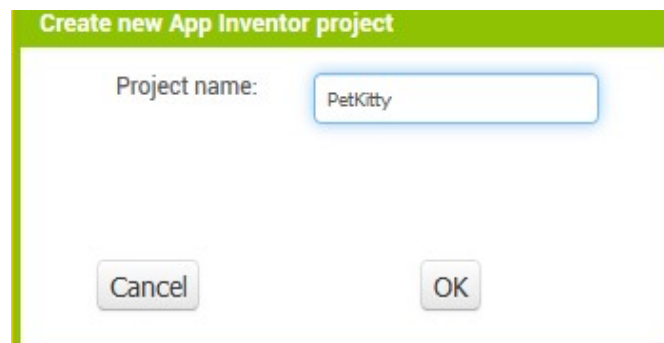 Create new App Inventor project
Project name:
PetKitty
Cancel
OK